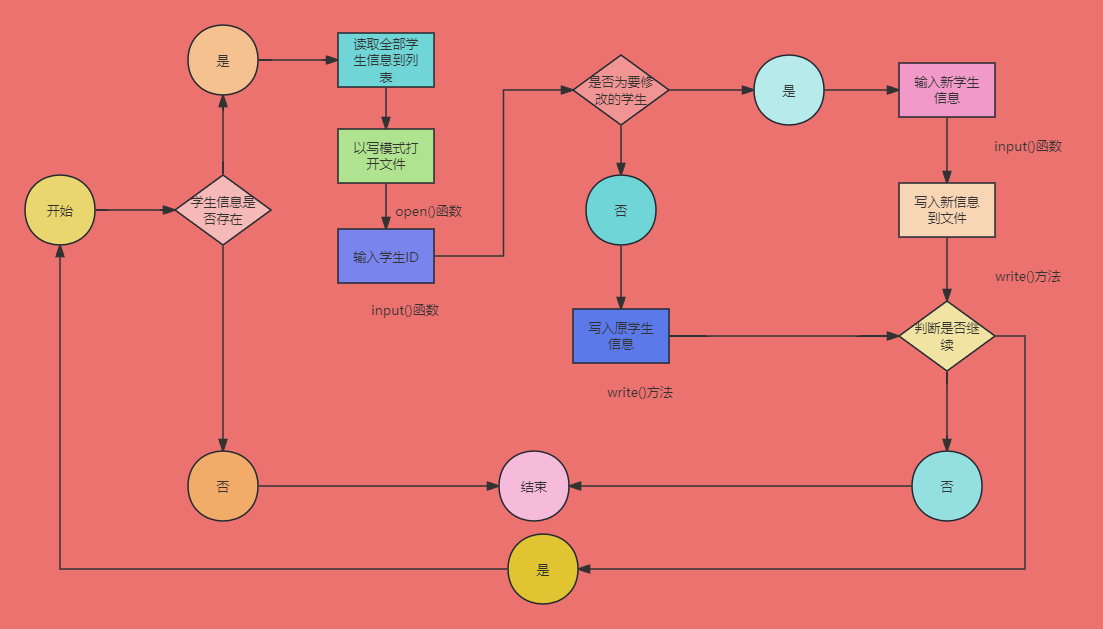 是
读取全部学
生信息到列
表
以写模式打
开文件
open()函数
输入学生ID
input()函数
开始
学生信息是
否存在
否
是否为要修
改的学生
是
否
写入原学生
信息
write()方法
输入新学生
信息
input()函数
写入新信息
到文件
write()方法
判断是否继
续
否
结束
是